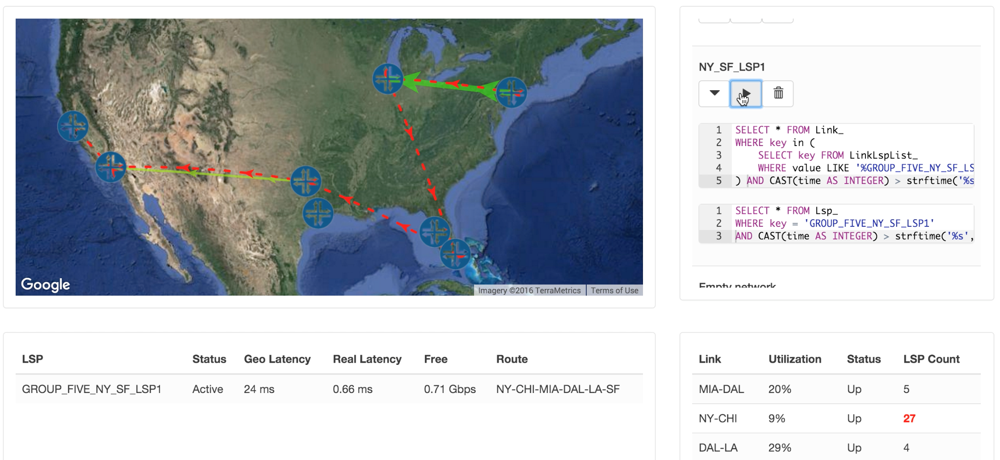 Google
Imagery ©2016 TerraMetrics
Terms of Use
NY_SF_LSP1
1 SELECT * FROM Link_
2 WHERE key in (
3 SELECT key FROM LinkLspList_
4 WHERE value LIKE '%GROUP_FIVE_NY_SF_LS
5 ) AND CAST(time AS INTEGER) > strftime('%s
1 SELECT * FROM Lsp_
2 WHERE key = 'GROUP_FIVE_NY_SF_LSP1'
3 AND CAST(time AS INTEGER) > strftime('%s',
Empty network
LSP Status Geo Latency Real Latency Free Route
GROUP_FIVE_NY_SF_LSP1 Active 24 ms 0.66 ms 0.71 Gbps NY-CHI-MIA-DAL-LA-SF
Link Utilization Status LSP Count
MIA-DAL 20% Up 5
NY-CHI 9% Up 27
DAL-LA 29% Up 4